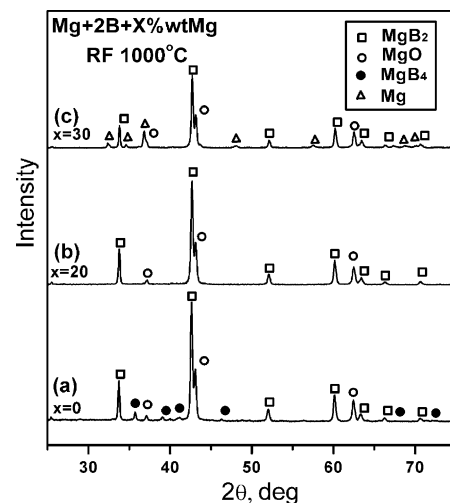 Mg+2B+X%wtMg
RF 1000°C
MgB₂
MgO
MgB₄
Mg
(c)
x=30
(b)
x=20
(a)
x=0
Intensity
30 40 50 60 70
2θ, deg